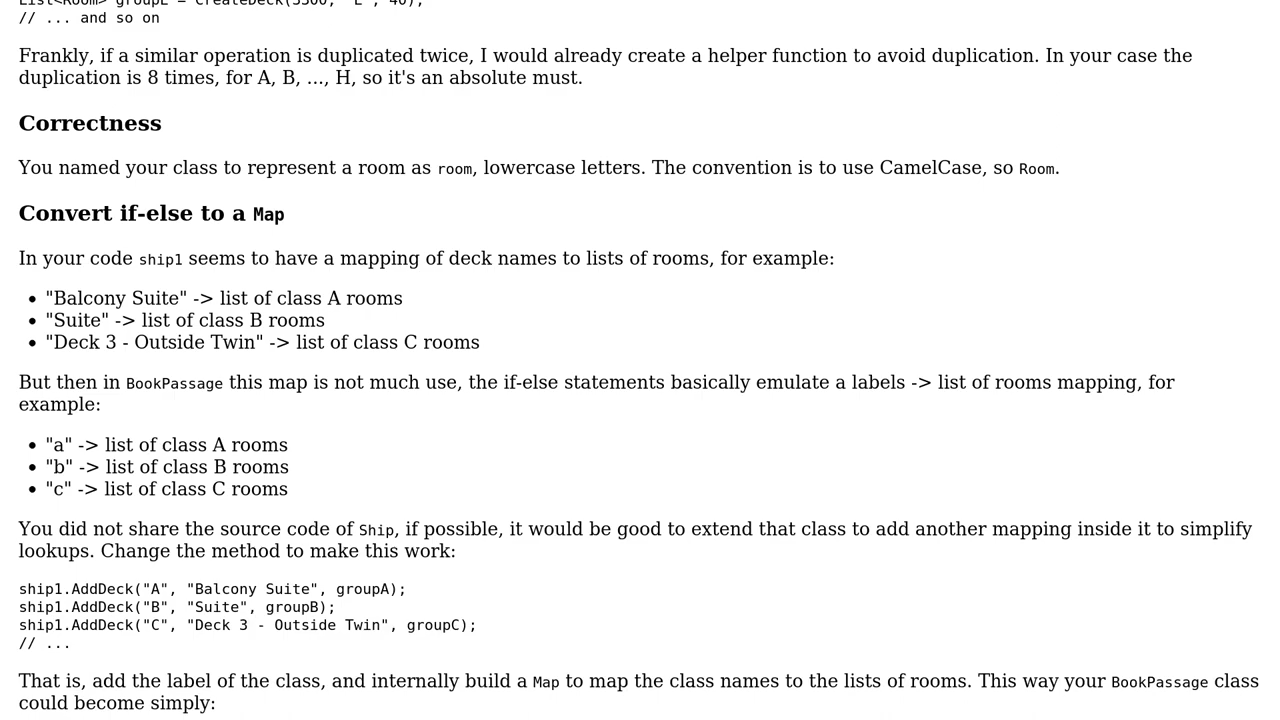 List<Room> groupE = CreateDeck(3300, "E", 40);
// ... and so on
Frankly, if a similar operation is duplicated twice, I would already create a helper function to avoid duplication. In your case the
duplication is 8 times, for A, B, ..., H, so it's an absolute must.
Correctness
You named your class to represent a room as room, lowercase letters. The convention is to use CamelCase, so Room.
Convert if-else to a Map
In your code ship1 seems to have a mapping of deck names to lists of rooms, for example:
• "Balcony Suite" -> list of class A rooms
• "Suite" -> list of class B rooms
• "Deck 3 - Outside Twin" -> list of class C rooms
But then in BookPassage this map is not much use, the if-else statements basically emulate a labels -> list of rooms mapping, for
example:
• "a" -> list of class A rooms
• "b" -> list of class B rooms
• "c" -> list of class C rooms
You did not share the source code of Ship, if possible, it would be good to extend that class to add another mapping inside it to simplify
lookups. Change the method to make this work:
ship1.AddDeck("A", "Balcony Suite", groupA);
ship1.AddDeck("B", "Suite", groupB);
ship1.AddDeck("C", "Deck 3 - Outside Twin", groupC);
// ...
That is, add the label of the class, and internally build a Map to map the class names to the lists of rooms. This way your BookPassage class
could become simply: